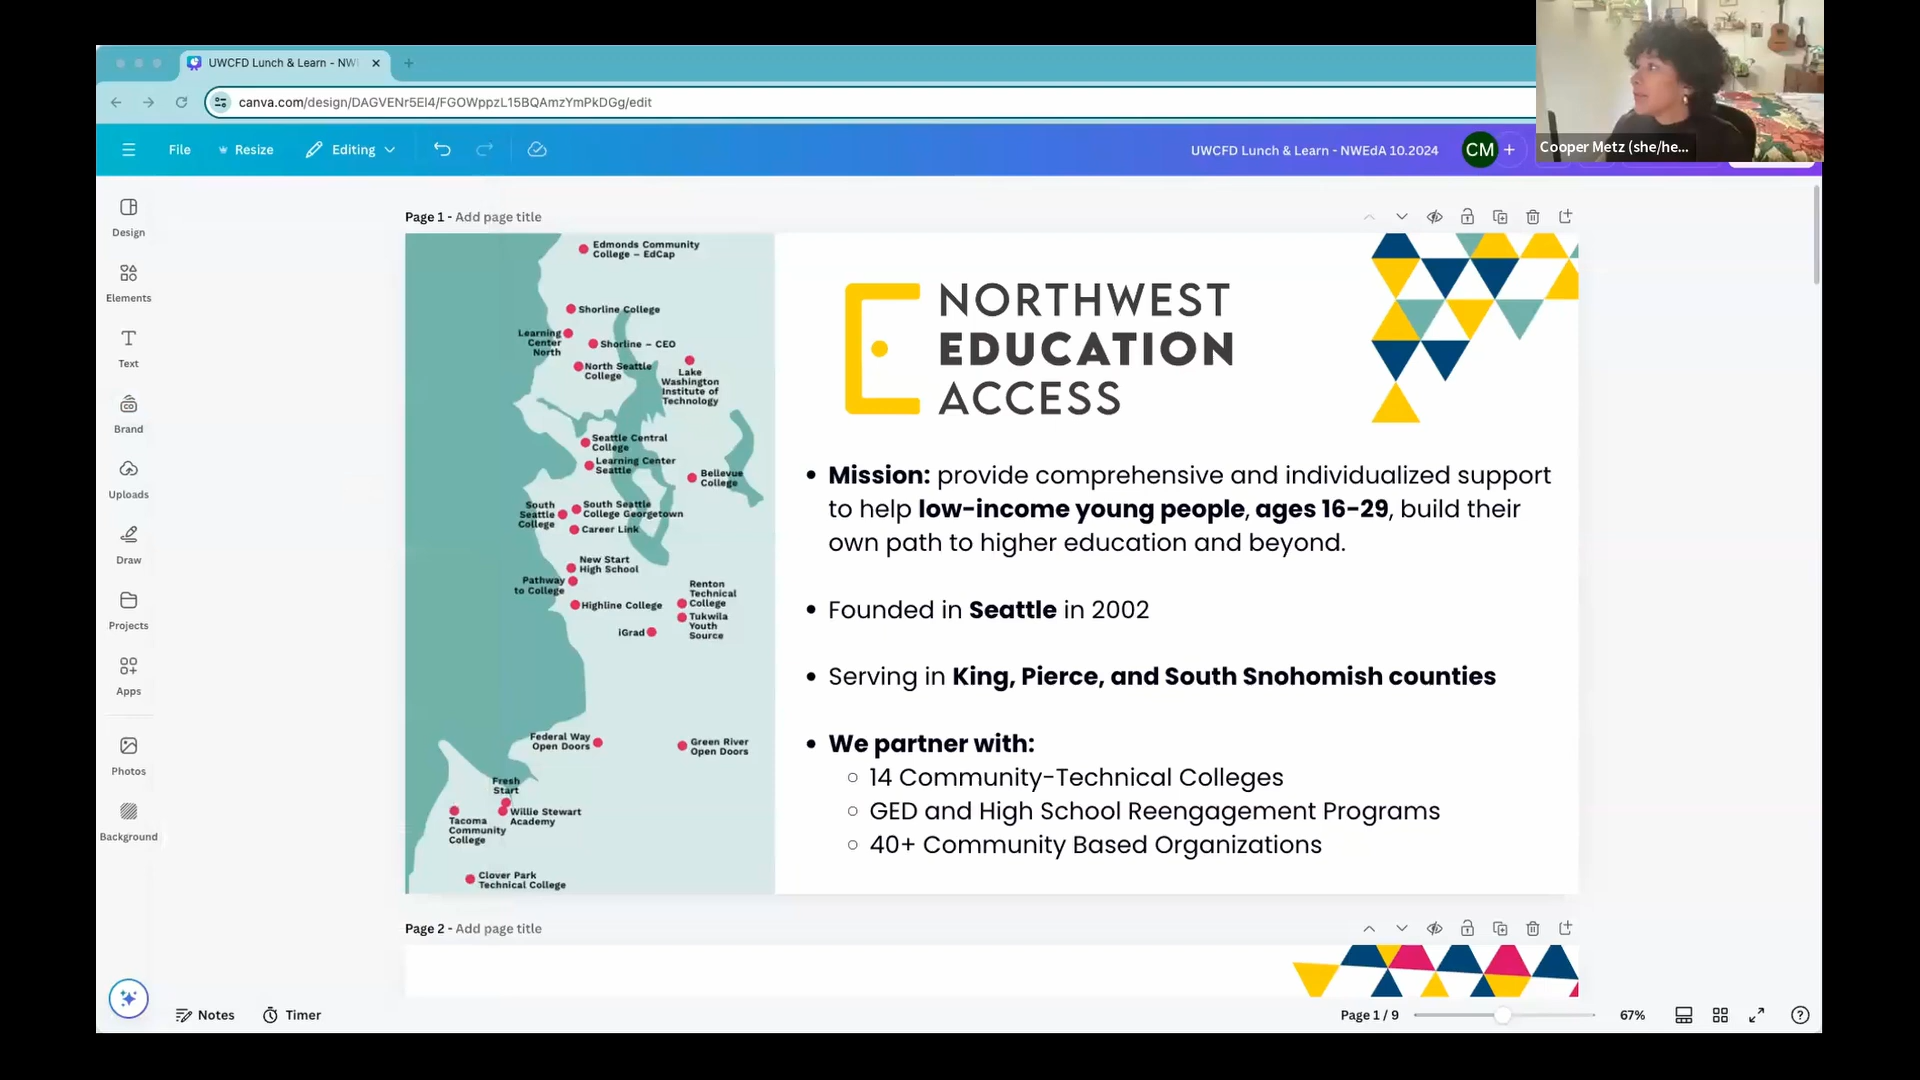 UWCFD Lunch & Learn - NW
canva.com/design/DAGVENr5El4/FGOWppzL15BQAmzYmPkDGg/edit
File
Resize
Editing
UWCFD Lunch & Learn - NWEdA 10.2024
CM
Cooper Metz (she/he...
Design
Elements
Text
Brand
Uploads
Draw
Projects
Apps
Photos
Background
Page 1 - Add page title
Edmonds Community
College – EdCap
Shorline College
Learning
Center
North
Shorline – CEO
North Seattle
College
Lake
Washington
Institute of
Technology
Seattle Central
College
Learning Center
Seattle
Bellevue
College
South
Seattle
College
South Seattle
College Georgetown
Career Link
New Start
High School
Pathway
to College
Renton
Technical
College
Highline College
Tukwila
Youth
Source
iGrad
Federal Way
Open Doors
Green River
Open Doors
Fresh
Start
Willie Stewart
Academy
Tacoma
Community
College
Clover Park
Technical College
NORTHWEST
EDUCATION
ACCESS
• Mission: provide comprehensive and individualized support
to help low-income young people, ages 16-29, build their
own path to higher education and beyond.
• Founded in Seattle in 2002
• Serving in King, Pierce, and South Snohomish counties
• We partner with:
○ 14 Community-Technical Colleges
○ GED and High School Reengagement Programs
○ 40+ Community Based Organizations
Page 2 - Add page title
Notes
Timer
Page 1 / 9
67%